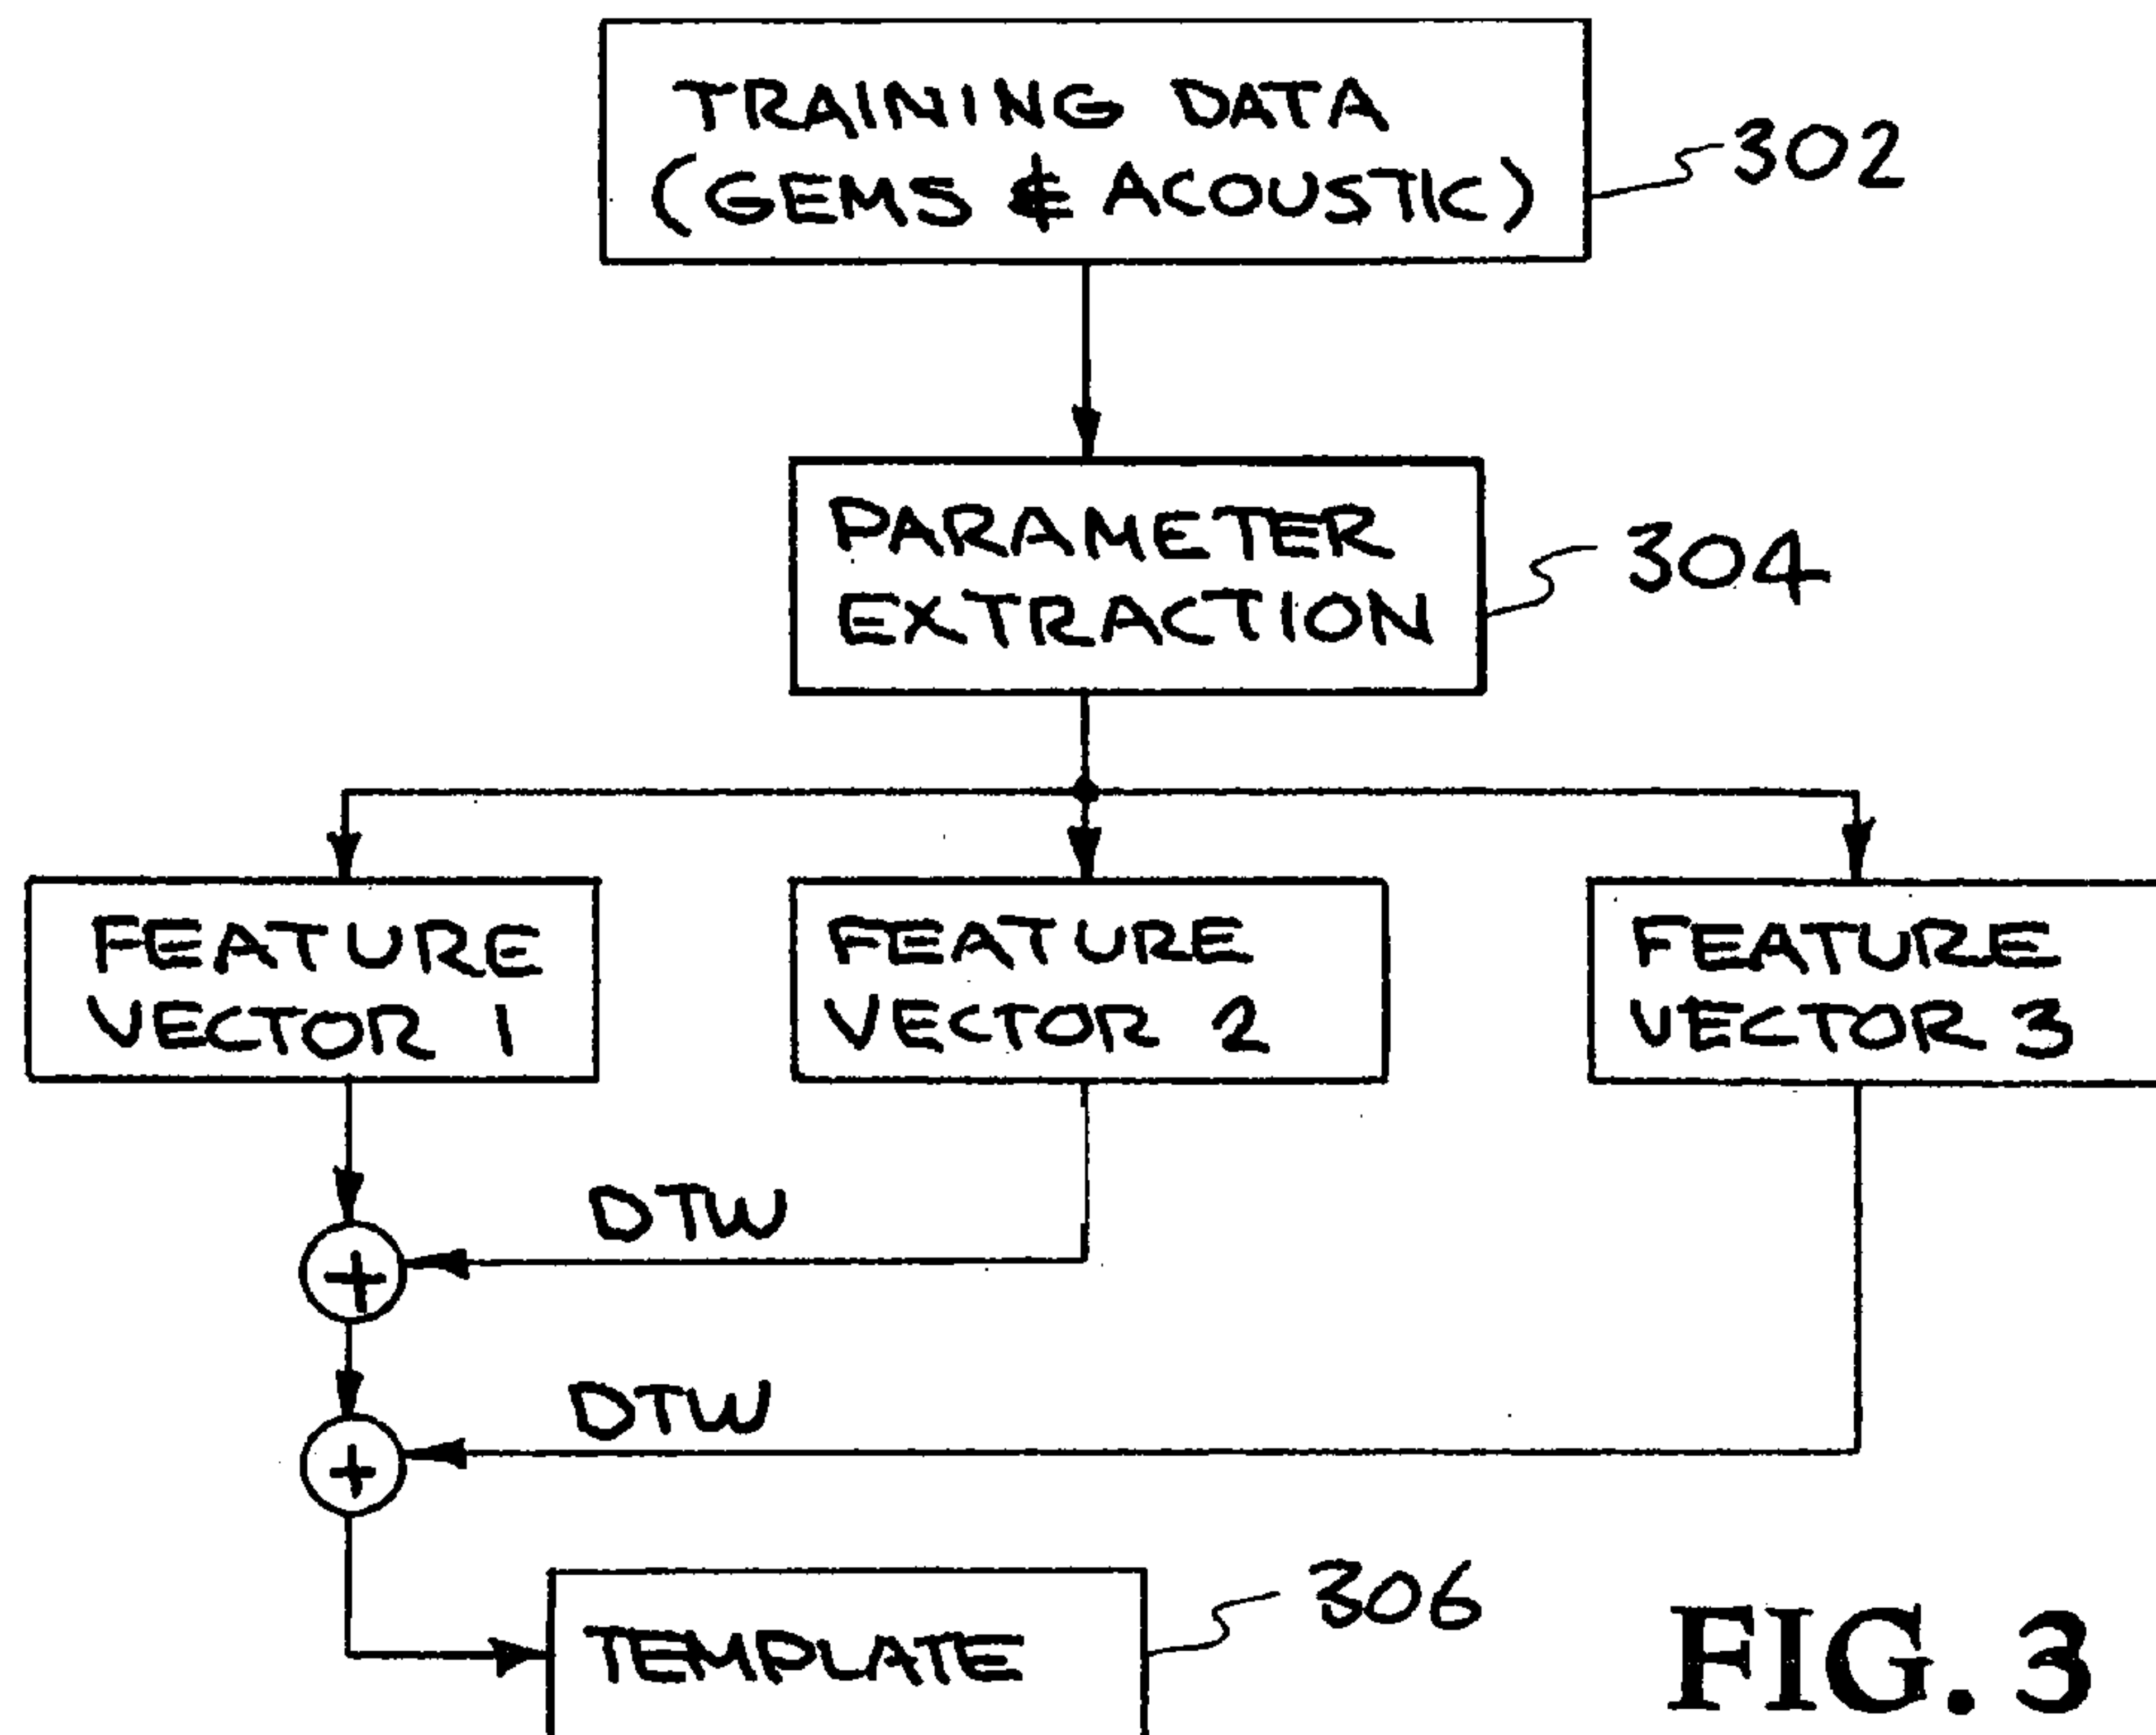 TRAINING DATA
(GEMS & ACOUSTIC)
302
PARAMETER
EXTRACTION
304
FEATURE
VECTOR 1
FEATURE
VECTOR 2
FEATURE
VECTOR 3
DTW
+
DTW
+
TEMPLATE
306
FIG. 3